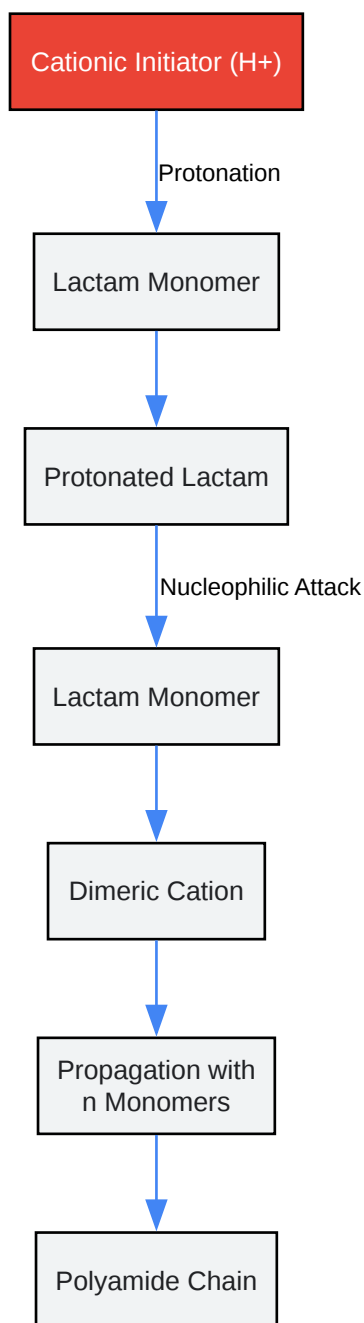 Cationic Initiator (H+)
Protonation
Lactam Monomer
Protonated Lactam
Nucleophilic Attack
Lactam Monomer
Dimeric Cation
Propagation with
n Monomers
Polyamide Chain